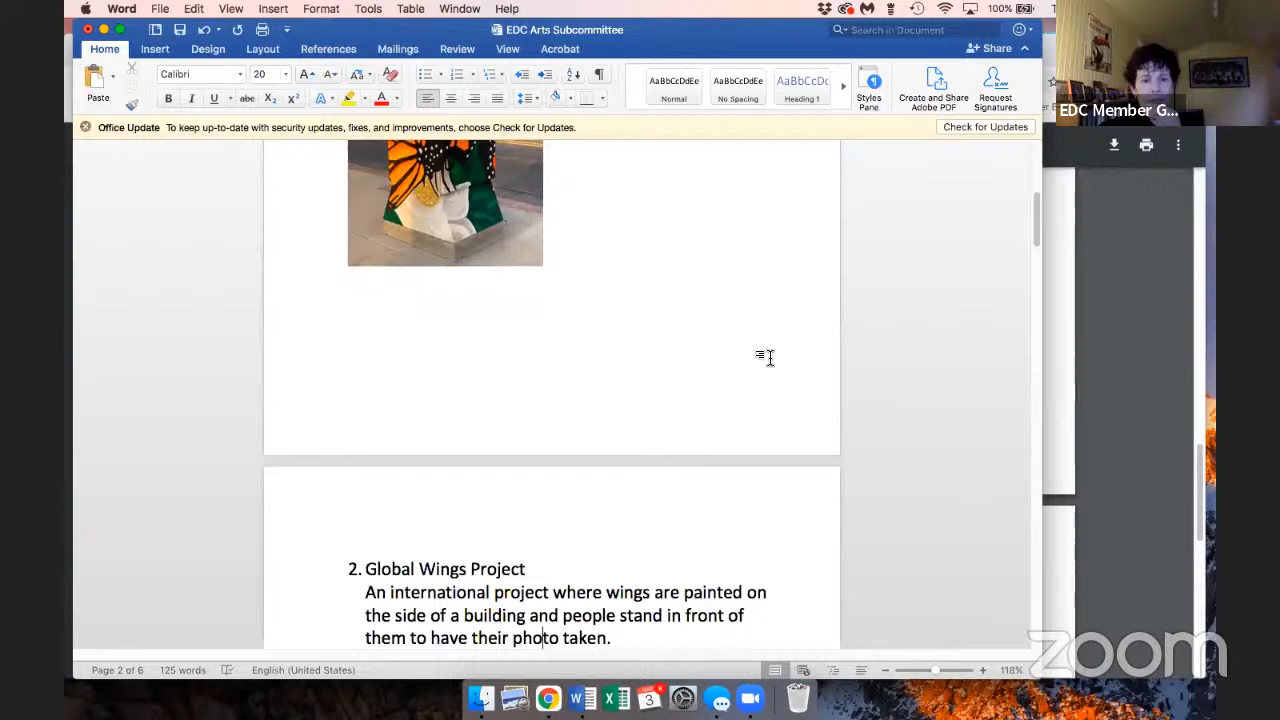 Word File Edit View Insert Format Tools Table Window Help
100%
EDC Arts Subcommittee
Search in Document
Home Insert Design Layout References Mailings Review View Acrobat
Share
Paste
Calibri 20
B I U abc X2 X2 A A
AaBbCcDdEe Normal
AaBbCcDdEe No Spacing
AaBbCcDc Heading 1
Styles Pane
Create and Share Adobe PDF
Request Signatures
Office Update To keep up-to-date with security updates, fixes, and improvements, choose Check for Updates.
Check for Updates
EDC Member G...
2. Global Wings Project
An international project where wings are painted on
the side of a building and people stand in front of
them to have their photo taken.
Page 2 of 6 125 words English (United States)
118%
zoom